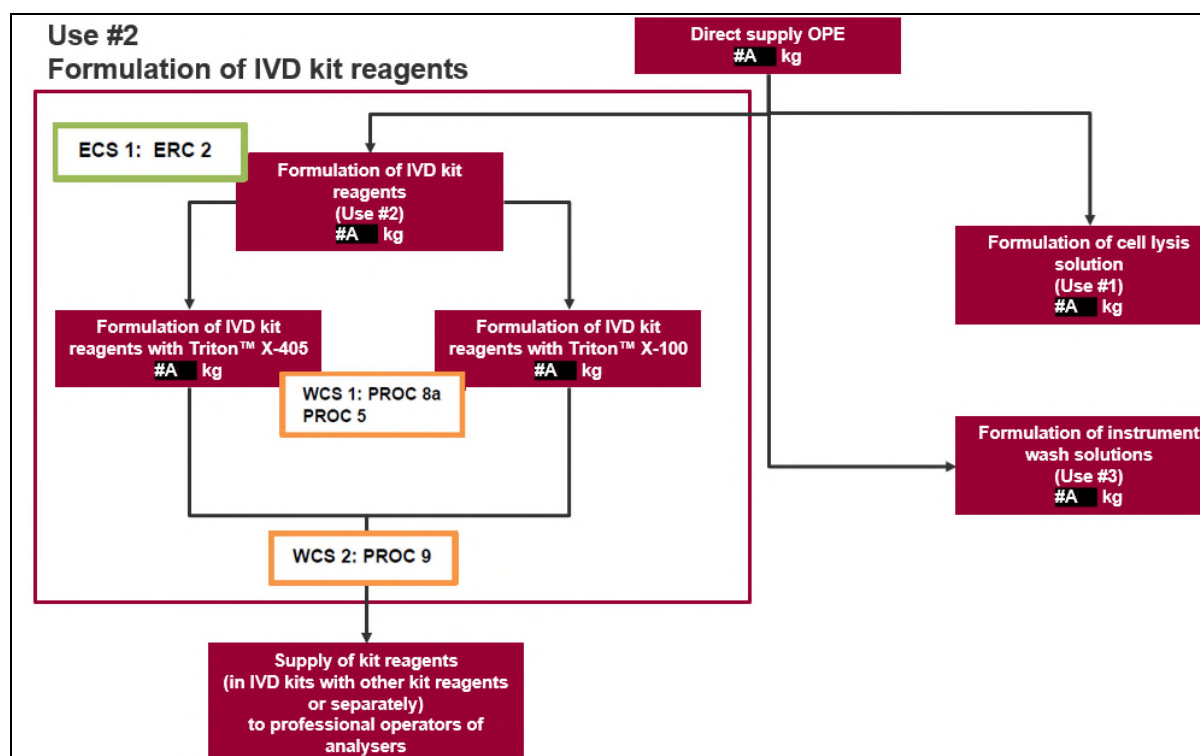 Use #2
Formulation of IVD kit reagents
Direct supply OPE
#A kg
ECS 1: ERC 2
Formulation of IVD kit
reagents
(Use #2)
#A kg
Formulation of cell lysis
solution
(Use #1)
#A kg
Formulation of IVD kit
reagents with Triton™ X-405
#A kg
Formulation of IVD kit
reagents with Triton™ X-100
#A kg
WCS 1: PROC 8a
PROC 5
Formulation of instrument
wash solutions
(Use #3)
#A kg
WCS 2: PROC 9
Supply of kit reagents
(in IVD kits with other kit reagents
or separately)
to professional operators of
analysers